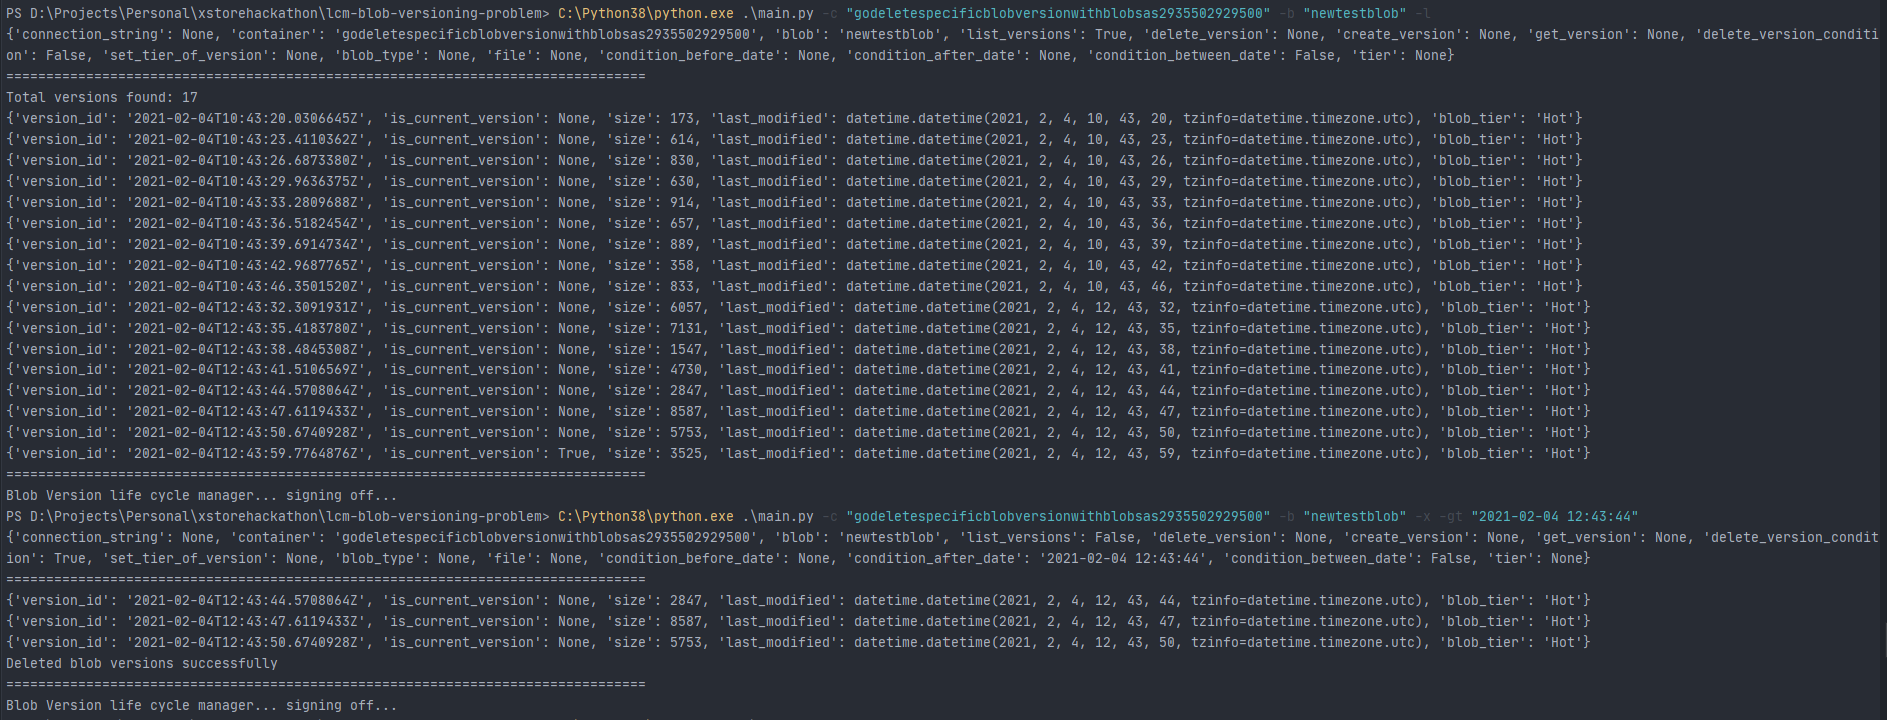 PS D:\Projects\Personal\xstorehackathon\lcm-blob-versioning-problem> C:\Python38\python.exe .\main.py -c "godeletespecificblobversionwithblobsas2935502929500" -b "newtestblob" -l
{'connection_string': None, 'container': 'godeletespecificblobversionwithblobsas2935502929500', 'blob': 'newtestblob', 'list_versions': True, 'delete_version': None, 'create_version': None, 'get_version': None, 'delete_version_conditi
on': False, 'set_tier_of_version': None, 'blob_type': None, 'file': None, 'condition_before_date': None, 'condition_after_date': None, 'condition_between_date': False, 'tier': None}
================================================================================
Total versions found: 17
{'version_id': '2021-02-04T10:43:20.0306645Z', 'is_current_version': None, 'size': 173, 'last_modified': datetime.datetime(2021, 2, 4, 10, 43, 20, tzinfo=datetime.timezone.utc), 'blob_tier': 'Hot'}
{'version_id': '2021-02-04T10:43:23.4110362Z', 'is_current_version': None, 'size': 614, 'last_modified': datetime.datetime(2021, 2, 4, 10, 43, 23, tzinfo=datetime.timezone.utc), 'blob_tier': 'Hot'}
{'version_id': '2021-02-04T10:43:26.6873380Z', 'is_current_version': None, 'size': 830, 'last_modified': datetime.datetime(2021, 2, 4, 10, 43, 26, tzinfo=datetime.timezone.utc), 'blob_tier': 'Hot'}
{'version_id': '2021-02-04T10:43:29.9636375Z', 'is_current_version': None, 'size': 630, 'last_modified': datetime.datetime(2021, 2, 4, 10, 43, 29, tzinfo=datetime.timezone.utc), 'blob_tier': 'Hot'}
{'version_id': '2021-02-04T10:43:33.2809688Z', 'is_current_version': None, 'size': 914, 'last_modified': datetime.datetime(2021, 2, 4, 10, 43, 33, tzinfo=datetime.timezone.utc), 'blob_tier': 'Hot'}
{'version_id': '2021-02-04T10:43:36.5182454Z', 'is_current_version': None, 'size': 657, 'last_modified': datetime.datetime(2021, 2, 4, 10, 43, 36, tzinfo=datetime.timezone.utc), 'blob_tier': 'Hot'}
{'version_id': '2021-02-04T10:43:39.6914734Z', 'is_current_version': None, 'size': 889, 'last_modified': datetime.datetime(2021, 2, 4, 10, 43, 39, tzinfo=datetime.timezone.utc), 'blob_tier': 'Hot'}
{'version_id': '2021-02-04T10:43:42.9687765Z', 'is_current_version': None, 'size': 358, 'last_modified': datetime.datetime(2021, 2, 4, 10, 43, 42, tzinfo=datetime.timezone.utc), 'blob_tier': 'Hot'}
{'version_id': '2021-02-04T10:43:46.3501520Z', 'is_current_version': None, 'size': 833, 'last_modified': datetime.datetime(2021, 2, 4, 10, 43, 46, tzinfo=datetime.timezone.utc), 'blob_tier': 'Hot'}
{'version_id': '2021-02-04T12:43:32.3091931Z', 'is_current_version': None, 'size': 6057, 'last_modified': datetime.datetime(2021, 2, 4, 12, 43, 32, tzinfo=datetime.timezone.utc), 'blob_tier': 'Hot'}
{'version_id': '2021-02-04T12:43:35.4183780Z', 'is_current_version': None, 'size': 7131, 'last_modified': datetime.datetime(2021, 2, 4, 12, 43, 35, tzinfo=datetime.timezone.utc), 'blob_tier': 'Hot'}
{'version_id': '2021-02-04T12:43:38.4845308Z', 'is_current_version': None, 'size': 1547, 'last_modified': datetime.datetime(2021, 2, 4, 12, 43, 38, tzinfo=datetime.timezone.utc), 'blob_tier': 'Hot'}
{'version_id': '2021-02-04T12:43:41.5106569Z', 'is_current_version': None, 'size': 4730, 'last_modified': datetime.datetime(2021, 2, 4, 12, 43, 41, tzinfo=datetime.timezone.utc), 'blob_tier': 'Hot'}
{'version_id': '2021-02-04T12:43:44.5708064Z', 'is_current_version': None, 'size': 2847, 'last_modified': datetime.datetime(2021, 2, 4, 12, 43, 44, tzinfo=datetime.timezone.utc), 'blob_tier': 'Hot'}
{'version_id': '2021-02-04T12:43:47.6119433Z', 'is_current_version': None, 'size': 8587, 'last_modified': datetime.datetime(2021, 2, 4, 12, 43, 47, tzinfo=datetime.timezone.utc), 'blob_tier': 'Hot'}
{'version_id': '2021-02-04T12:43:50.6740928Z', 'is_current_version': None, 'size': 5753, 'last_modified': datetime.datetime(2021, 2, 4, 12, 43, 50, tzinfo=datetime.timezone.utc), 'blob_tier': 'Hot'}
{'version_id': '2021-02-04T12:43:59.7764876Z', 'is_current_version': True, 'size': 3525, 'last_modified': datetime.datetime(2021, 2, 4, 12, 43, 59, tzinfo=datetime.timezone.utc), 'blob_tier': 'Hot'}
================================================================================
Blob Version life cycle manager... signing off...
PS D:\Projects\Personal\xstorehackathon\lcm-blob-versioning-problem> C:\Python38\python.exe .\main.py -c "godeletespecificblobversionwithblobsas2935502929500" -b "newtestblob" -x -gt "2021-02-04 12:43:44"
{'connection_string': None, 'container': 'godeletespecificblobversionwithblobsas2935502929500', 'blob': 'newtestblob', 'list_versions': False, 'delete_version': None, 'create_version': None, 'get_version': None, 'delete_version_condit
ion': True, 'set_tier_of_version': None, 'blob_type': None, 'file': None, 'condition_before_date': None, 'condition_after_date': '2021-02-04 12:43:44', 'condition_between_date': False, 'tier': None}
================================================================================
{'version_id': '2021-02-04T12:43:44.5708064Z', 'is_current_version': None, 'size': 2847, 'last_modified': datetime.datetime(2021, 2, 4, 12, 43, 44, tzinfo=datetime.timezone.utc), 'blob_tier': 'Hot'}
{'version_id': '2021-02-04T12:43:47.6119433Z', 'is_current_version': None, 'size': 8587, 'last_modified': datetime.datetime(2021, 2, 4, 12, 43, 47, tzinfo=datetime.timezone.utc), 'blob_tier': 'Hot'}
{'version_id': '2021-02-04T12:43:50.6740928Z', 'is_current_version': None, 'size': 5753, 'last_modified': datetime.datetime(2021, 2, 4, 12, 43, 50, tzinfo=datetime.timezone.utc), 'blob_tier': 'Hot'}
Deleted blob versions successfully
================================================================================
Blob Version life cycle manager... signing off...